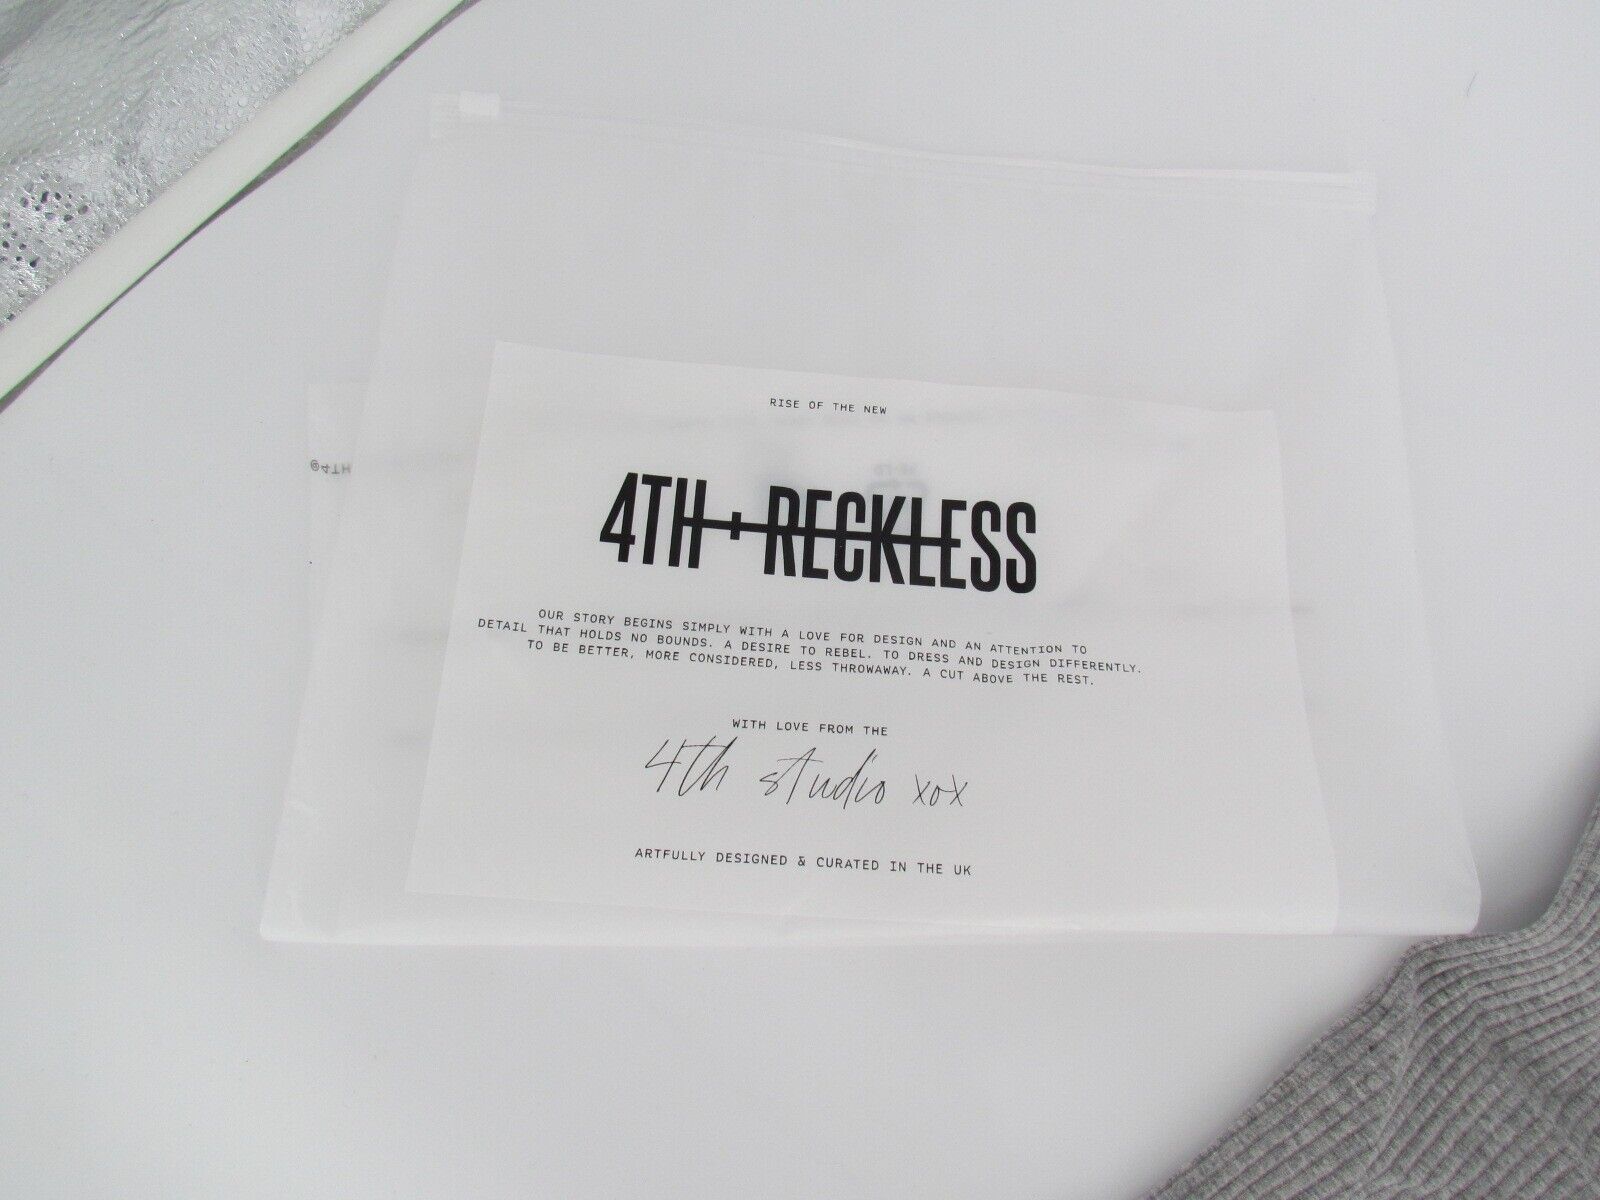 RISE OF THE NEW
@4TH
4TH + RECKLESS
OUR STORY BEGINS SIMPLY WITH A LOVE FOR DESIGN AND AN ATTENTION TO
DETAIL THAT HOLDS NO BOUNDS. A DESIRE TO REBEL. TO DRESS AND DESIGN DIFFERENTLY.
TO BE BETTER, MORE CONSIDERED, LESS THROWAWAY. A CUT ABOVE THE REST.
WITH LOVE FROM THE
4th studio xox
ARTFULLY DESIGNED & CURATED IN THE UK